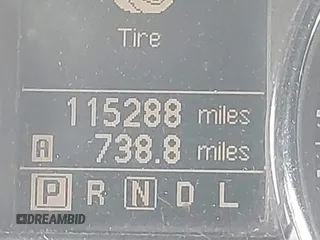 Tire
115288 miles
A 738.8 miles
P R N D L
DREAMBID